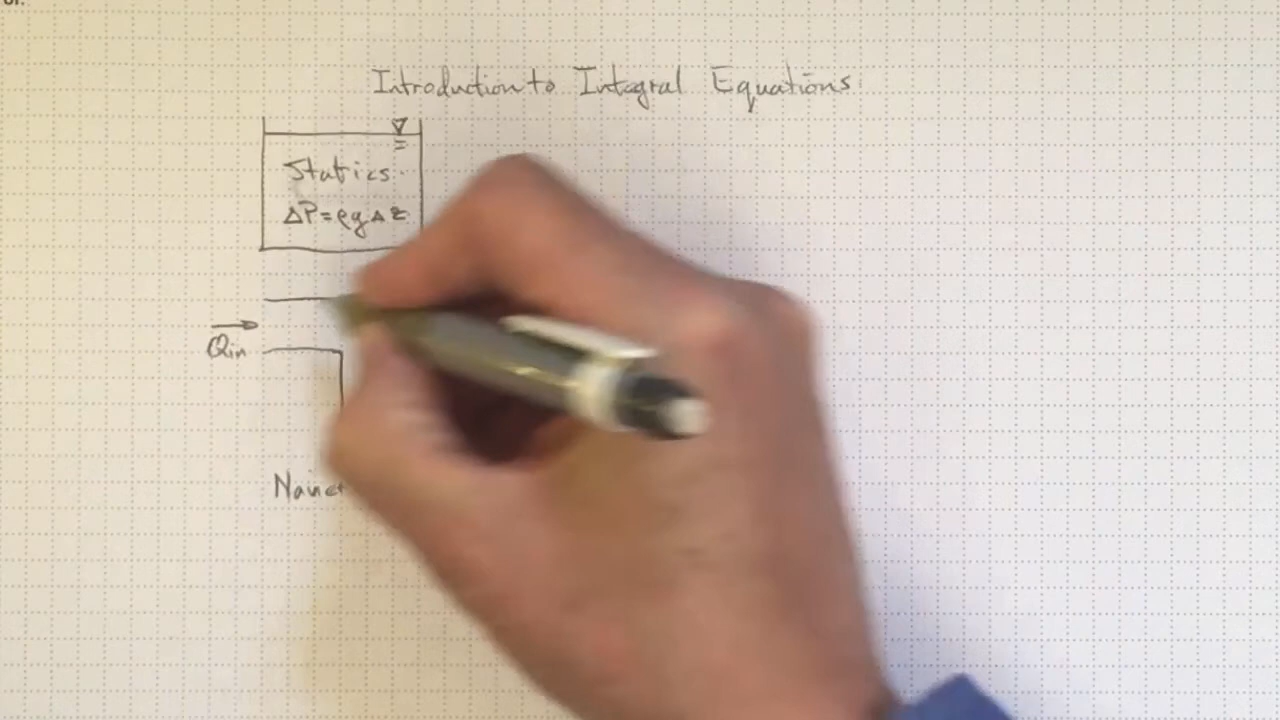 Introduction to Integral Equations
Statics
ΔP=ρgΔz
Qin